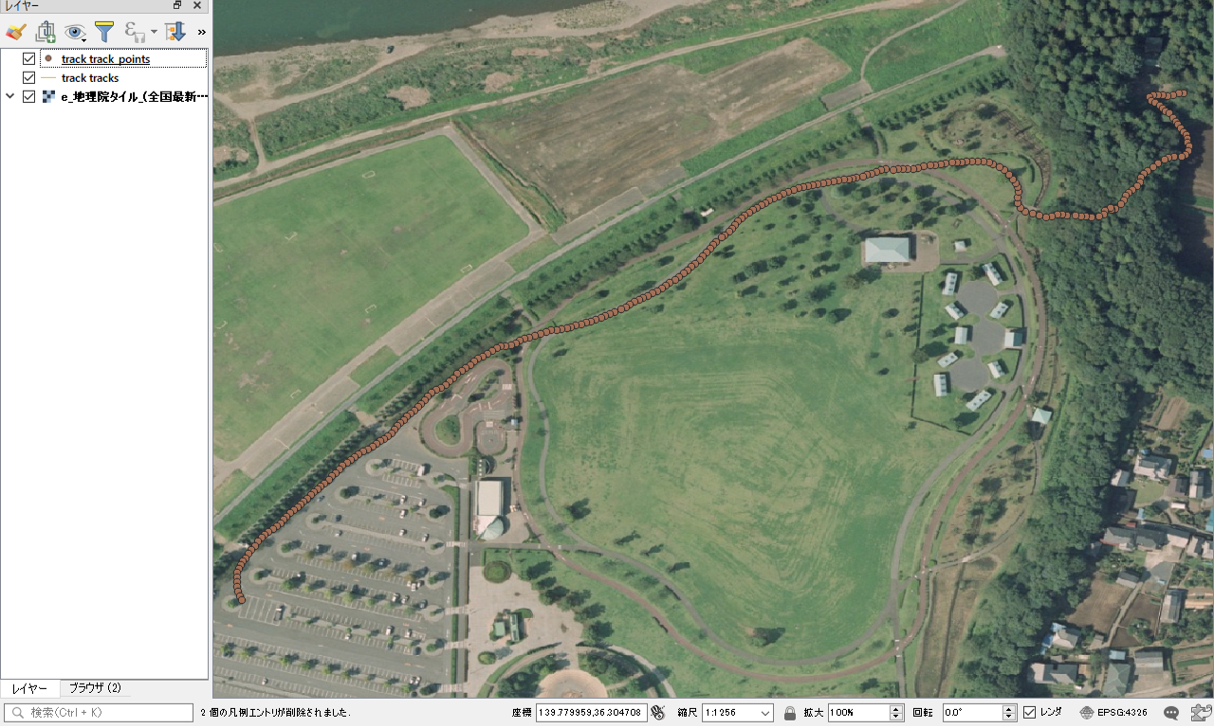 レイヤー
»
track track_points
track tracks
e_地理院タイル_(全国最新…
レイヤー ブラウザ (2)
検索(Ctrl + K) 2 個の凡例エントリが削除されました. 座標 139.779959,36.304708 縮尺 1:1256 拡大 100% 回転 0.0° レンダ EPSG:4326